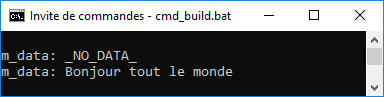 Invite de commandes - cmd_build.bat
m_data: _NO_DATA_
m_data: Bonjour tout le monde